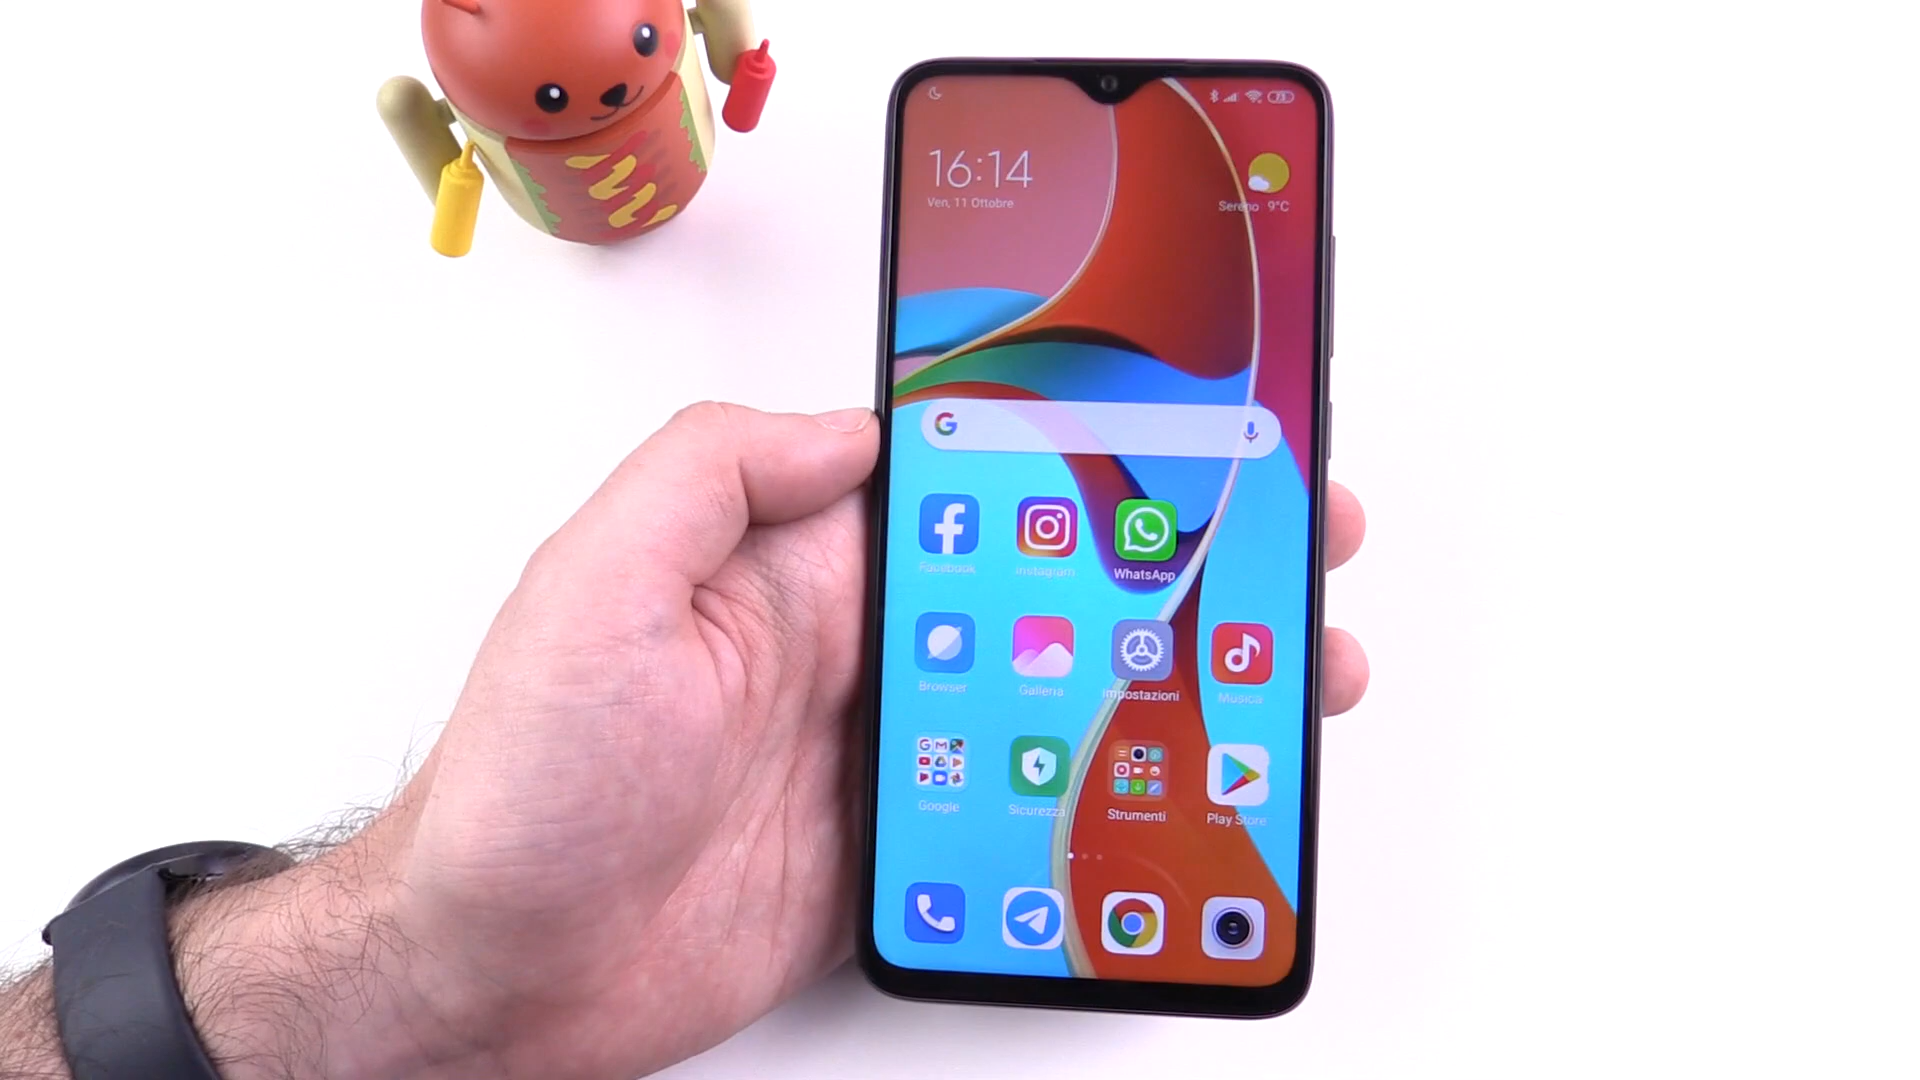 73
16:14
Ven, 11 Ottobre
Sereno 9°C
Facebook
Instagram
WhatsApp
Browser
Galleria
Impostazioni
Musica
Google
Sicurezza
Strumenti
Play Store